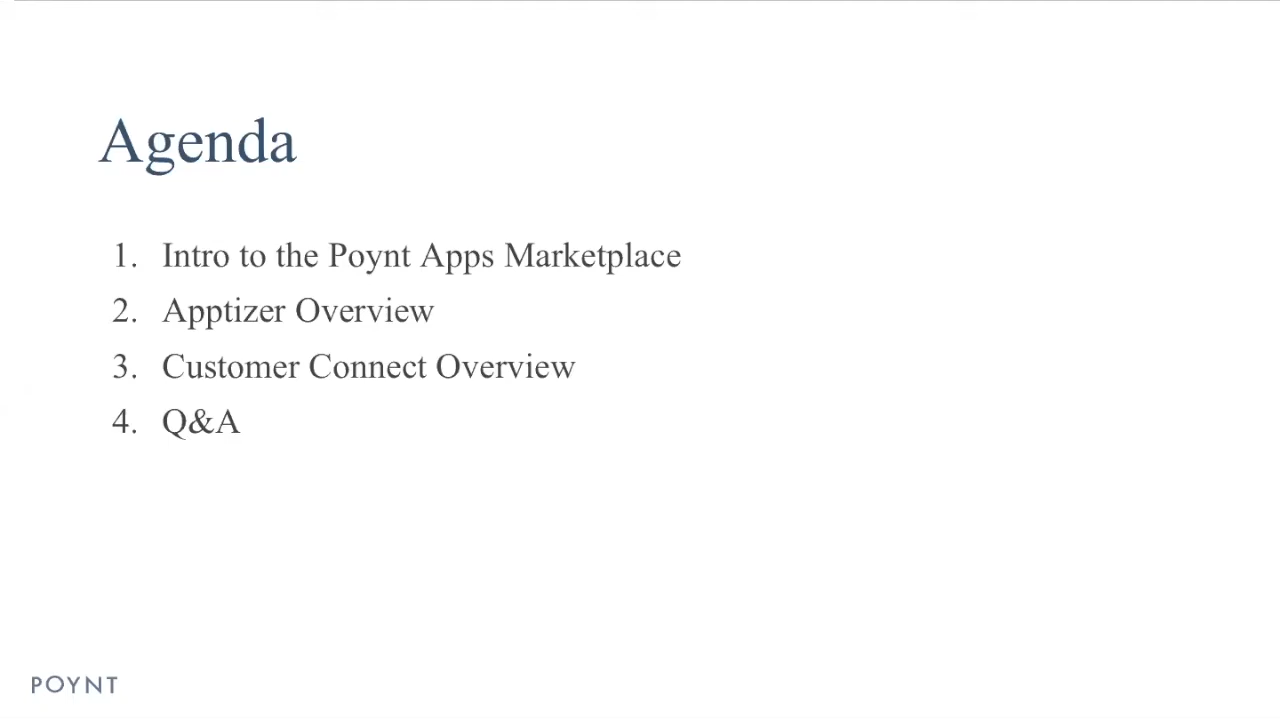 Agenda
1. Intro to the Poynt Apps Marketplace
2. Apptizer Overview
3. Customer Connect Overview
4. Q&A
POYNT